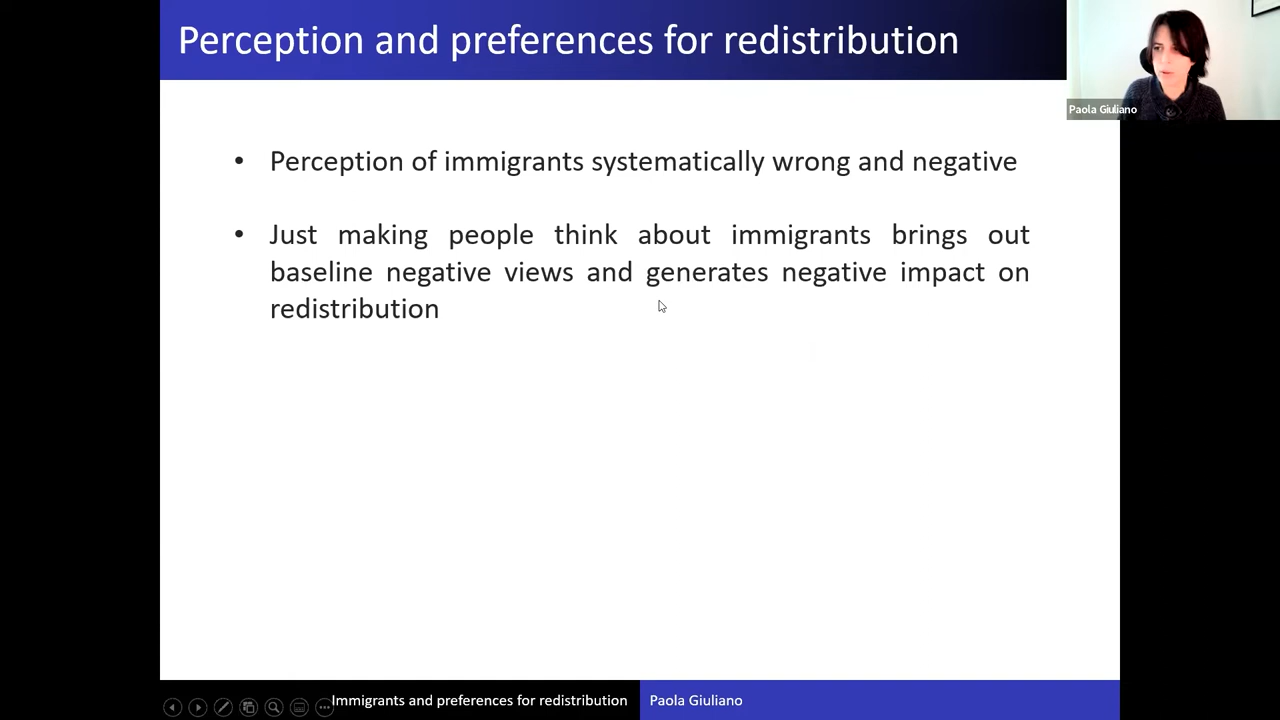 Perception and preferences for redistribution
Paola Giuliano
• Perception of immigrants systematically wrong and negative
• Just making people think about immigrants brings out
baseline negative views and generates negative impact on
redistribution
Immigrants and preferences for redistribution
Paola Giuliano